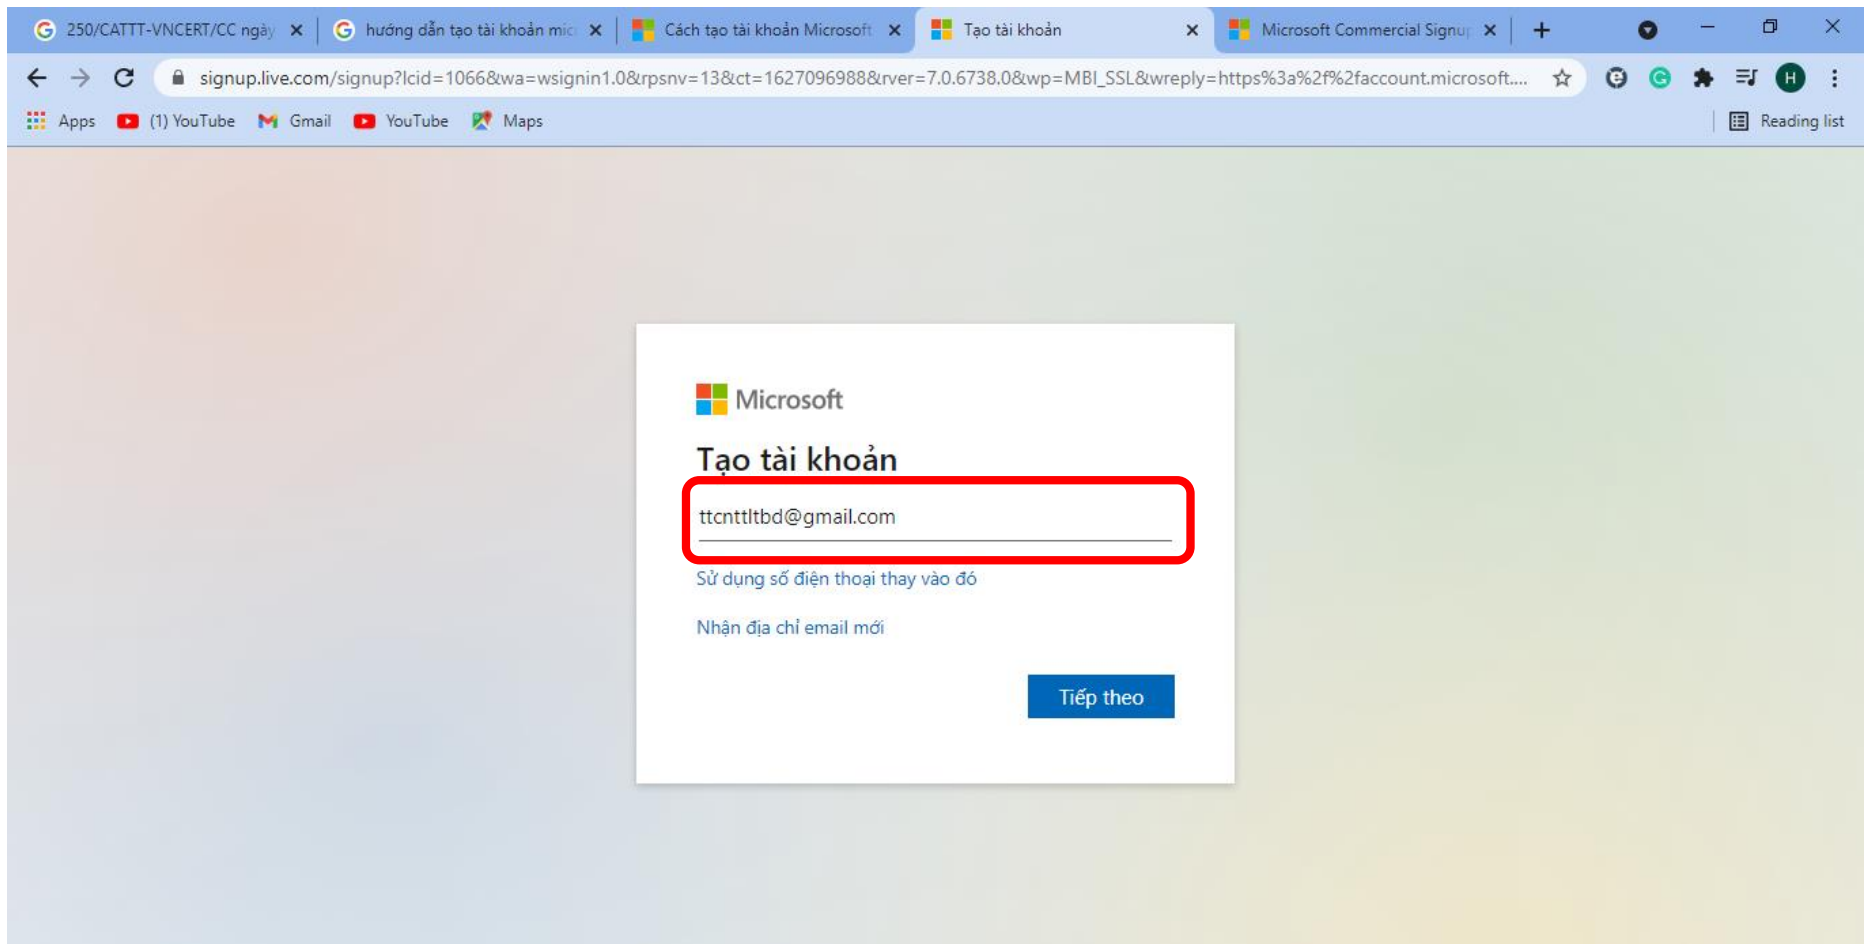 250/CATTT-VNCERT/CC ngày
hướng dẫn tạo tài khoản mic
Cách tạo tài khoản Microsoft
Tạo tài khoản
Microsoft Commercial Signup
signup.live.com/signup?lcid=1066&wa=wsignin1.0&rpsnv=13&ct=1627096988&rver=7.0.6738.0&wp=MBI_SSL&wreply=https%3a%2f%2faccount.microsoft....
H
Apps
(1) YouTube
Gmail
YouTube
Maps
Reading list
Microsoft
Tạo tài khoản
ttcnttltbd@gmail.com
Sử dụng số điện thoại thay vào đó
Nhận địa chỉ email mới
Tiếp theo